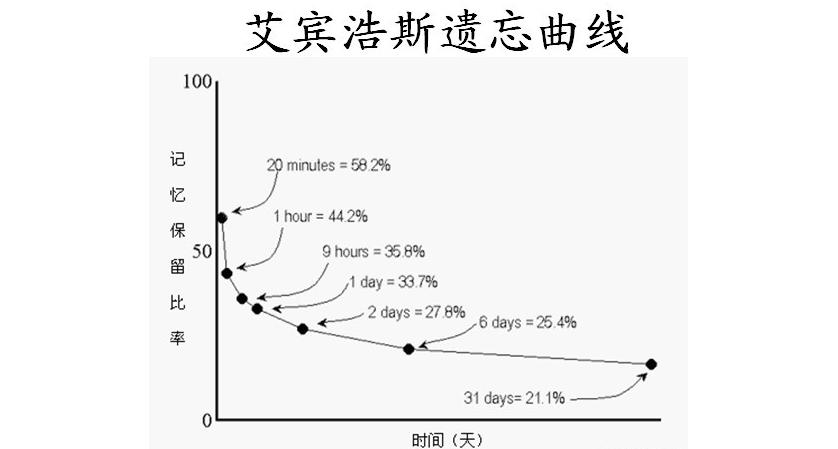 艾宾浩斯遗忘曲线
100
记忆保留比率
20 minutes = 58.2%
1 hour = 44.2%
50
9 hours = 35.8%
1 day = 33.7%
2 days = 27.8%
6 days = 25.4%
31 days= 21.1%
0
时间（天）